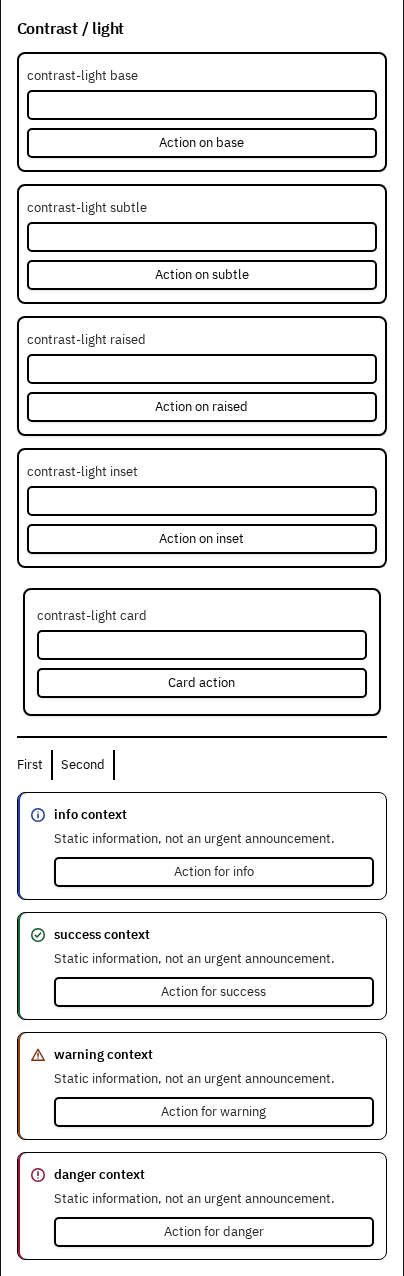 Contrast / light
contrast-light base
Action on base
contrast-light subtle
Action on subtle
contrast-light raised
Action on raised
contrast-light inset
Action on inset
contrast-light card
Card action
First Second
info context
Static information, not an urgent announcement.
Action for info
success context
Static information, not an urgent announcement.
Action for success
warning context
Static information, not an urgent announcement.
Action for warning
danger context
Static information, not an urgent announcement.
Action for danger